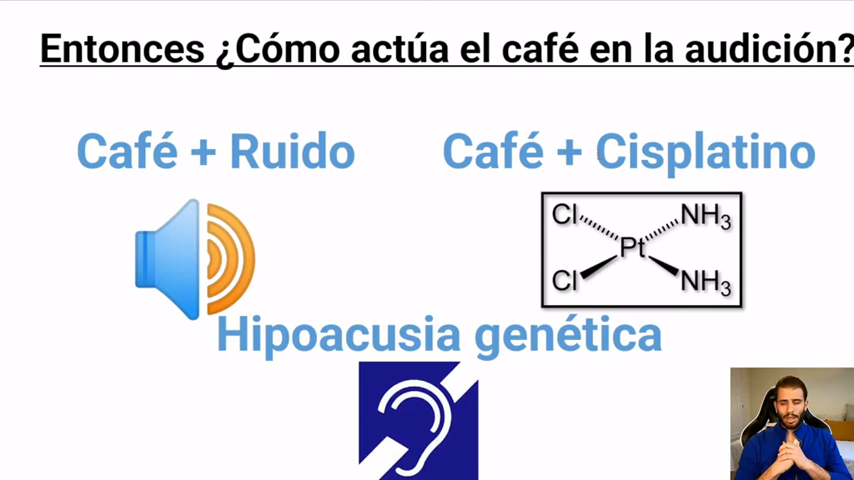 Entonces ¿Cómo actúa el café en la audición?
Café + Ruido
Café + Cisplatino
Cl NH3
Pt
Cl NH3
Hipoacusia genética